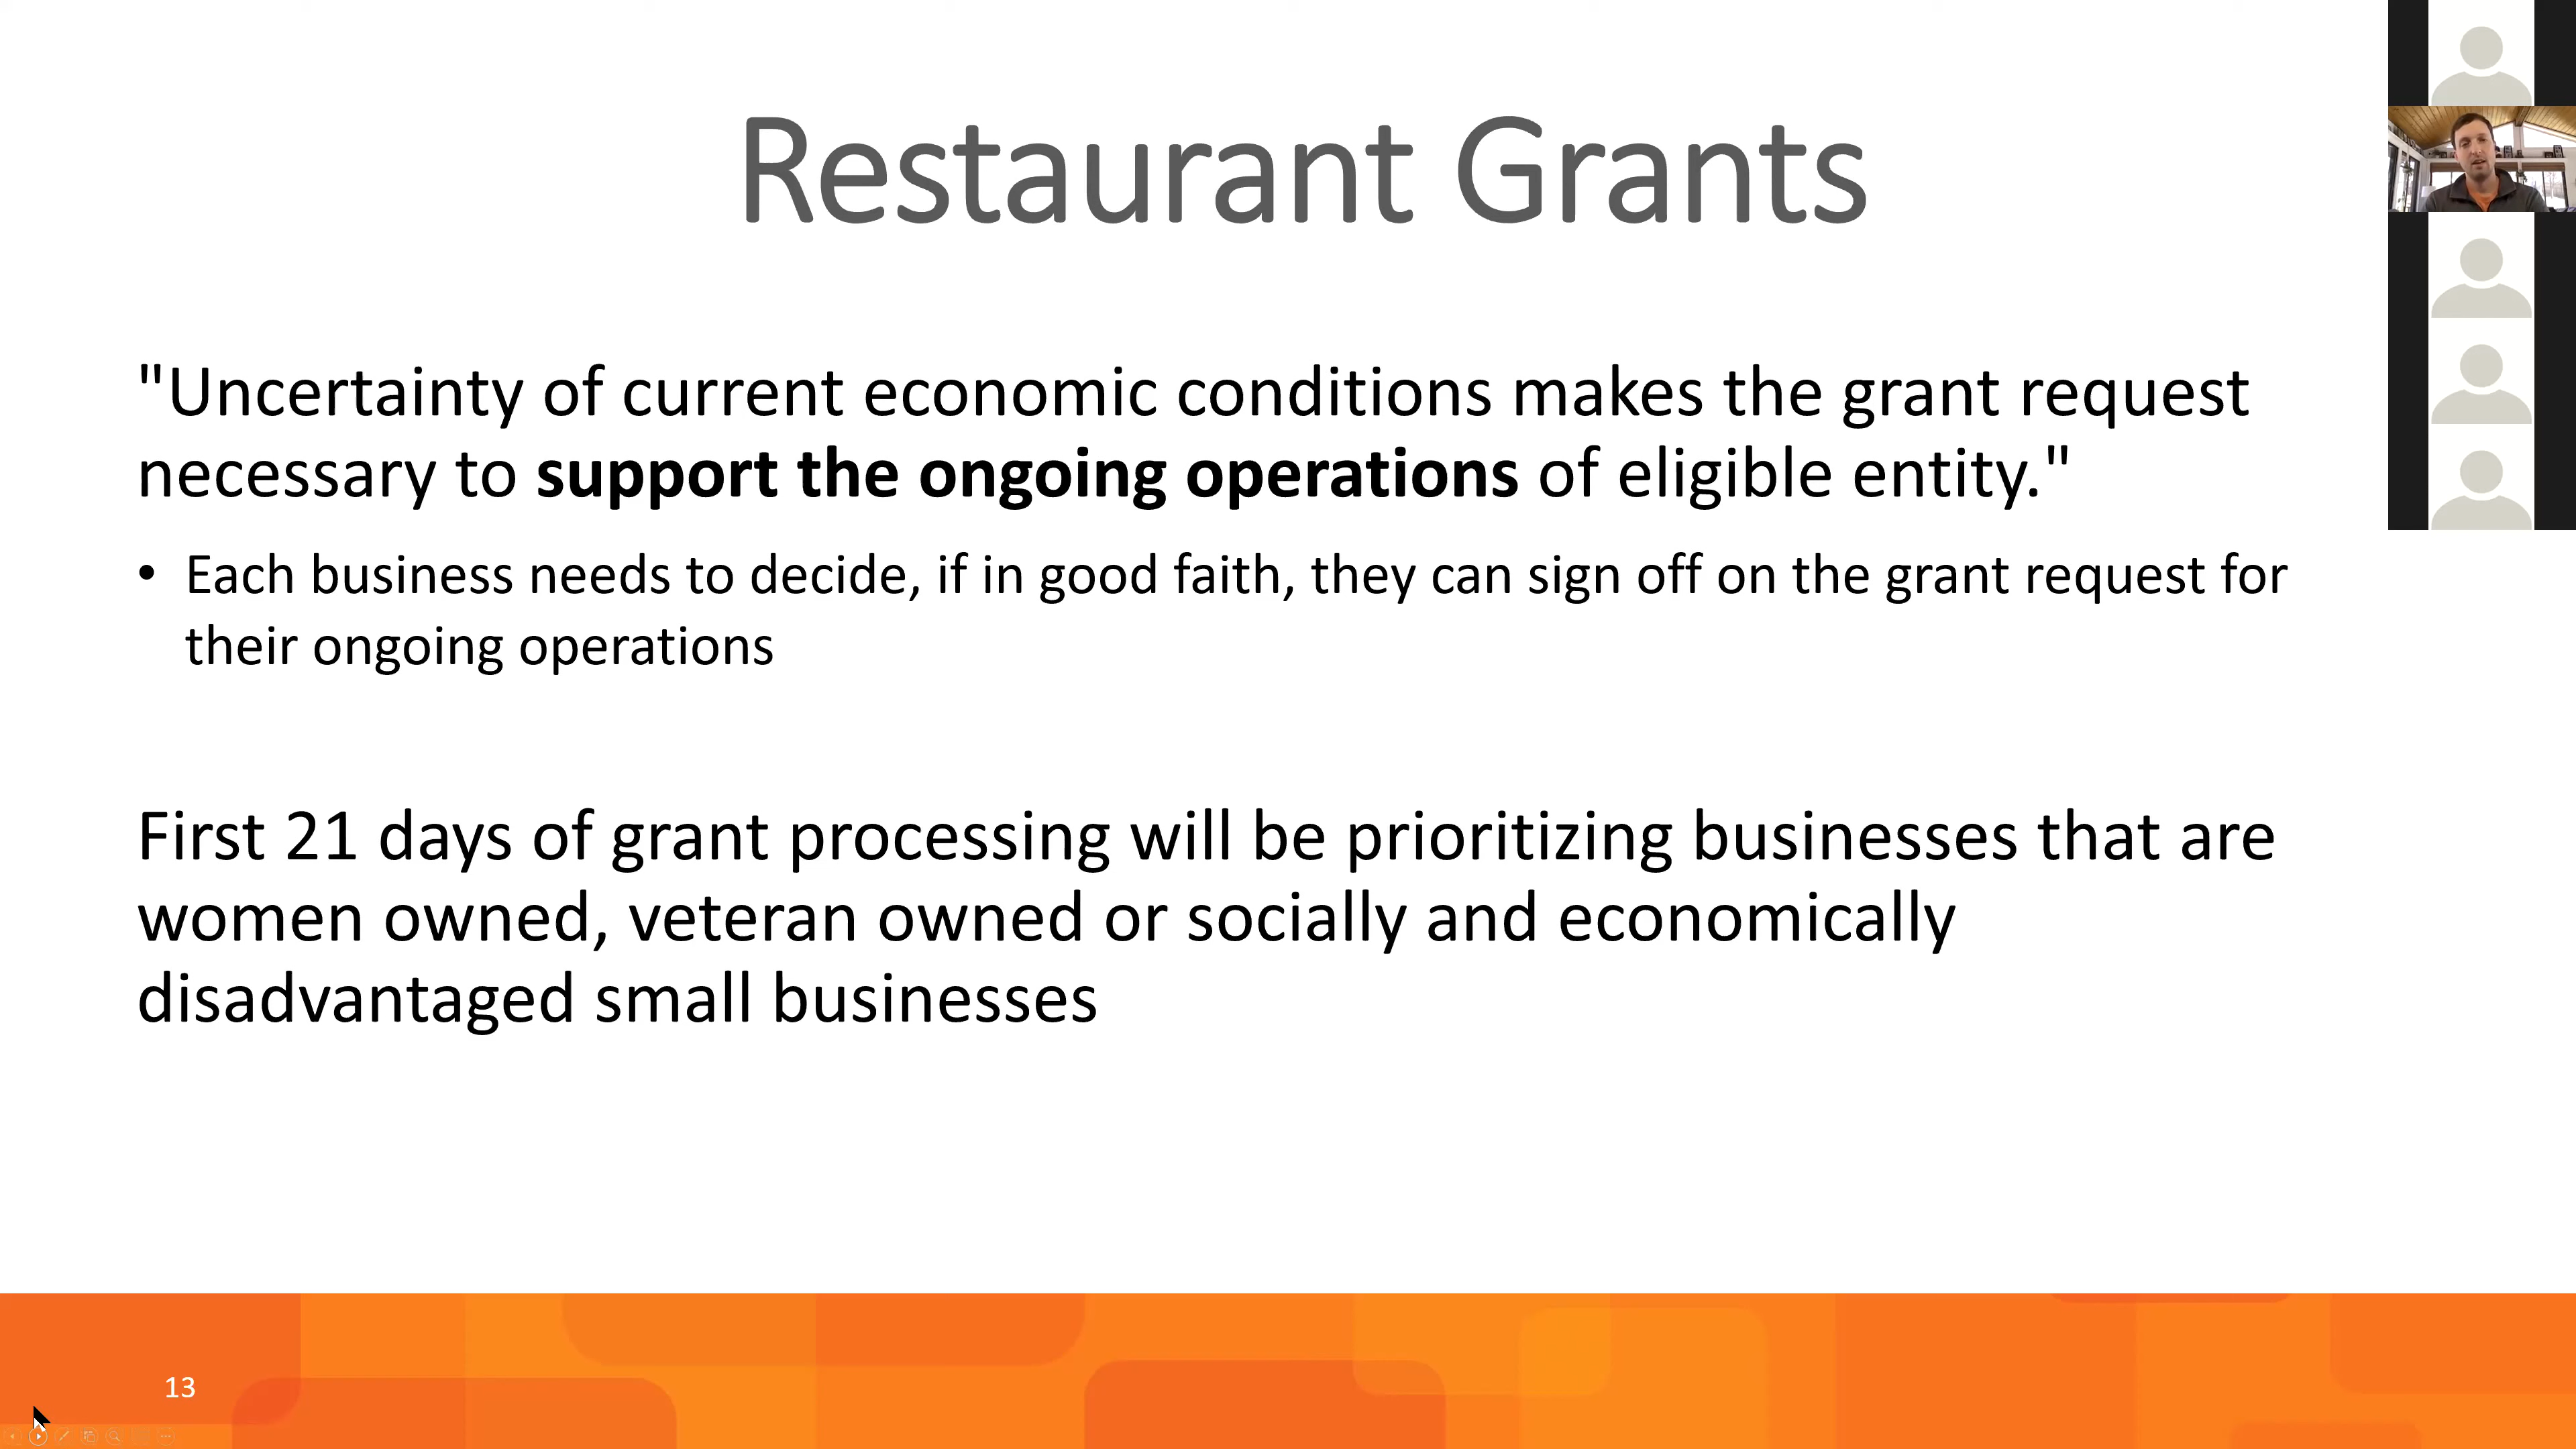 Restaurant Grants
"Uncertainty of current economic conditions makes the grant request
necessary to support the ongoing operations of eligible entity."
• Each business needs to decide, if in good faith, they can sign off on the grant request for
their ongoing operations
First 21 days of grant processing will be prioritizing businesses that are
women owned, veteran owned or socially and economically
disadvantaged small businesses
13